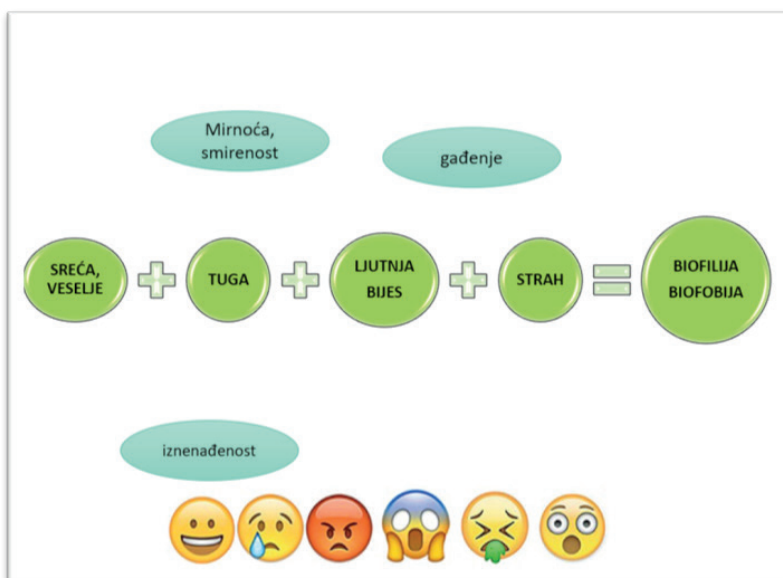 Mirnoća,
smirenost
gađenje
SREĆA,
VESELJE
TUGA
LJUTNJA
BIJES
STRAH
BIOFILIJA
BIOFOBIJA
iznenađenost